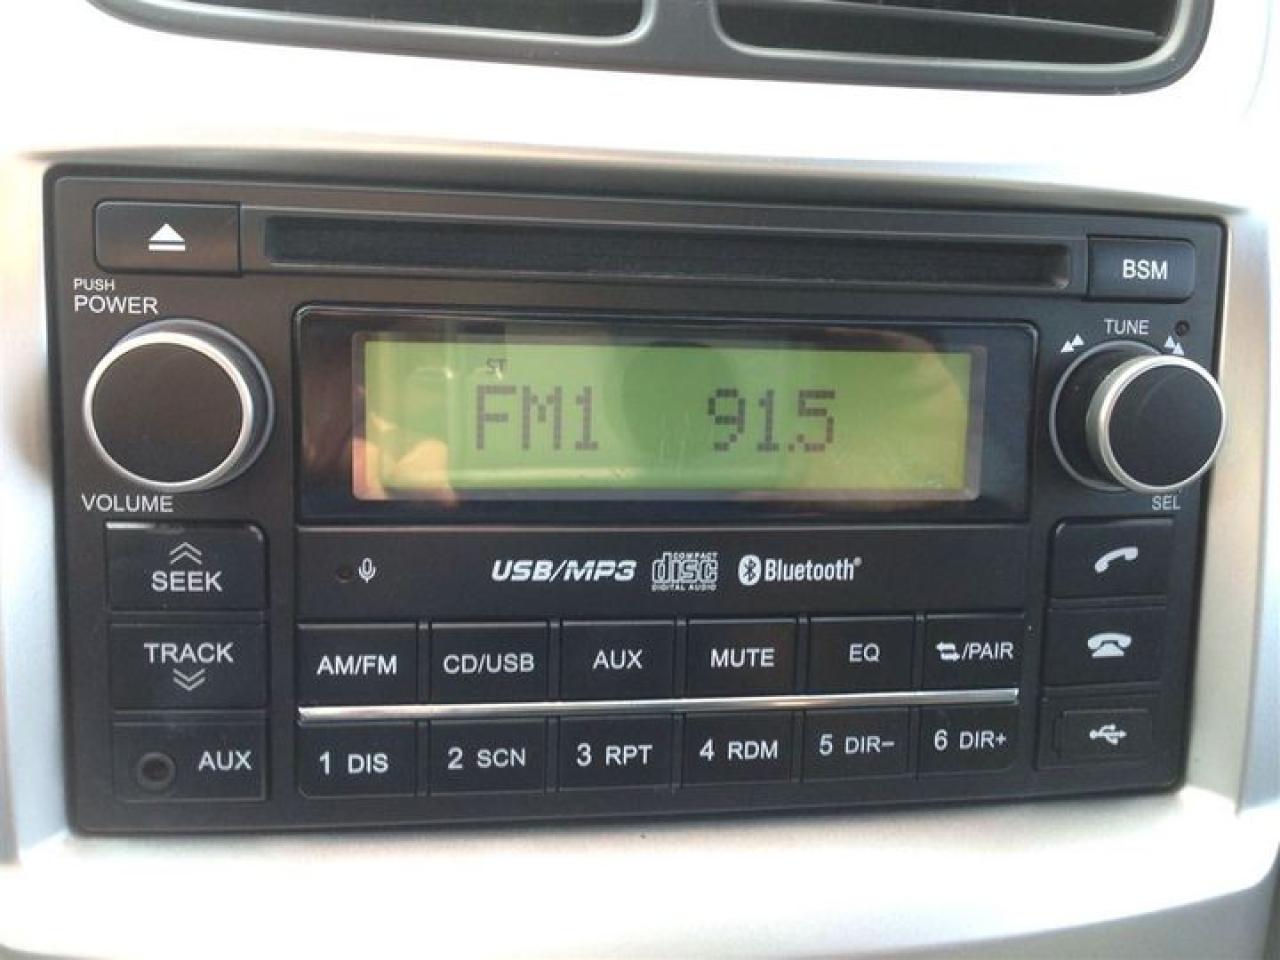 BSM
PUSH
POWER
TUNE
ST
FM1 91.5
VOLUME
SEL
SEEK
USB/MP3 COMPACT disc DIGITAL AUDIO Bluetooth®
TRACK
AM/FM CD/USB AUX MUTE EQ /PAIR
AUX
1 DIS 2 SCN 3 RPT 4 RDM 5 DIR− 6 DIR+